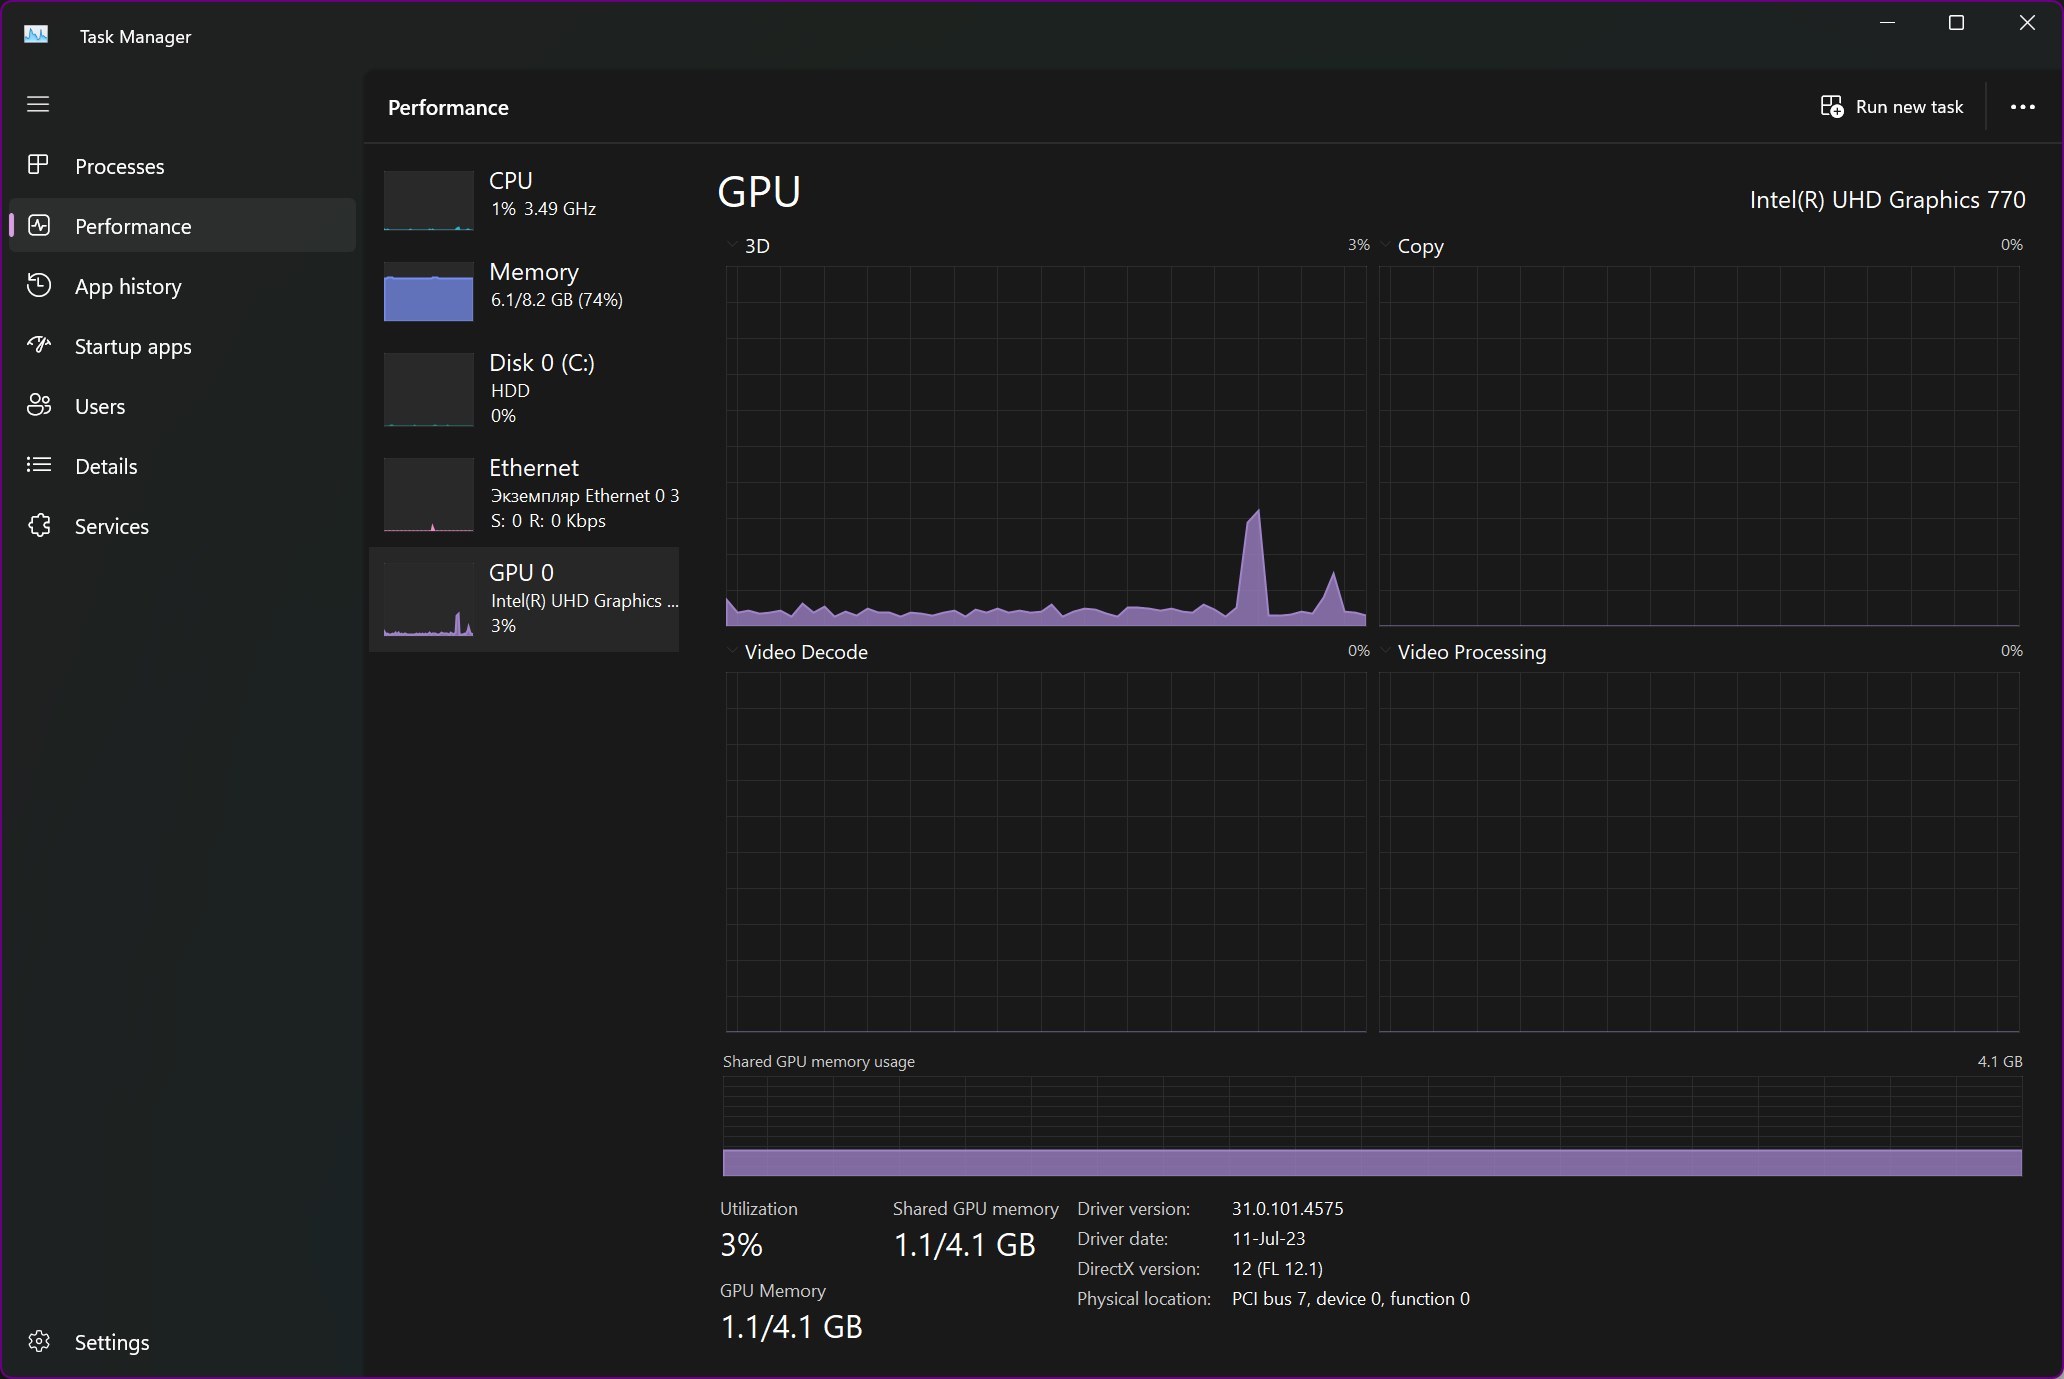 Task Manager
Processes
Performance
App history
Startup apps
Users
Details
Services
Settings
Performance
Run new task
CPU
1% 3.49 GHz
Memory
6.1/8.2 GB (74%)
Disk 0 (C:)
HDD
0%
Ethernet
Экземпляр Ethernet 0 3
S: 0 R: 0 Kbps
GPU 0
Intel(R) UHD Graphics ...
3%
GPU
Intel(R) UHD Graphics 770
3D 3%
Copy 0%
Video Decode 0%
Video Processing 0%
Shared GPU memory usage 4.1 GB
Utilization
3%
Shared GPU memory
1.1/4.1 GB
GPU Memory
1.1/4.1 GB
Driver version: 31.0.101.4575
Driver date: 11-Jul-23
DirectX version: 12 (FL 12.1)
Physical location: PCI bus 7, device 0, function 0